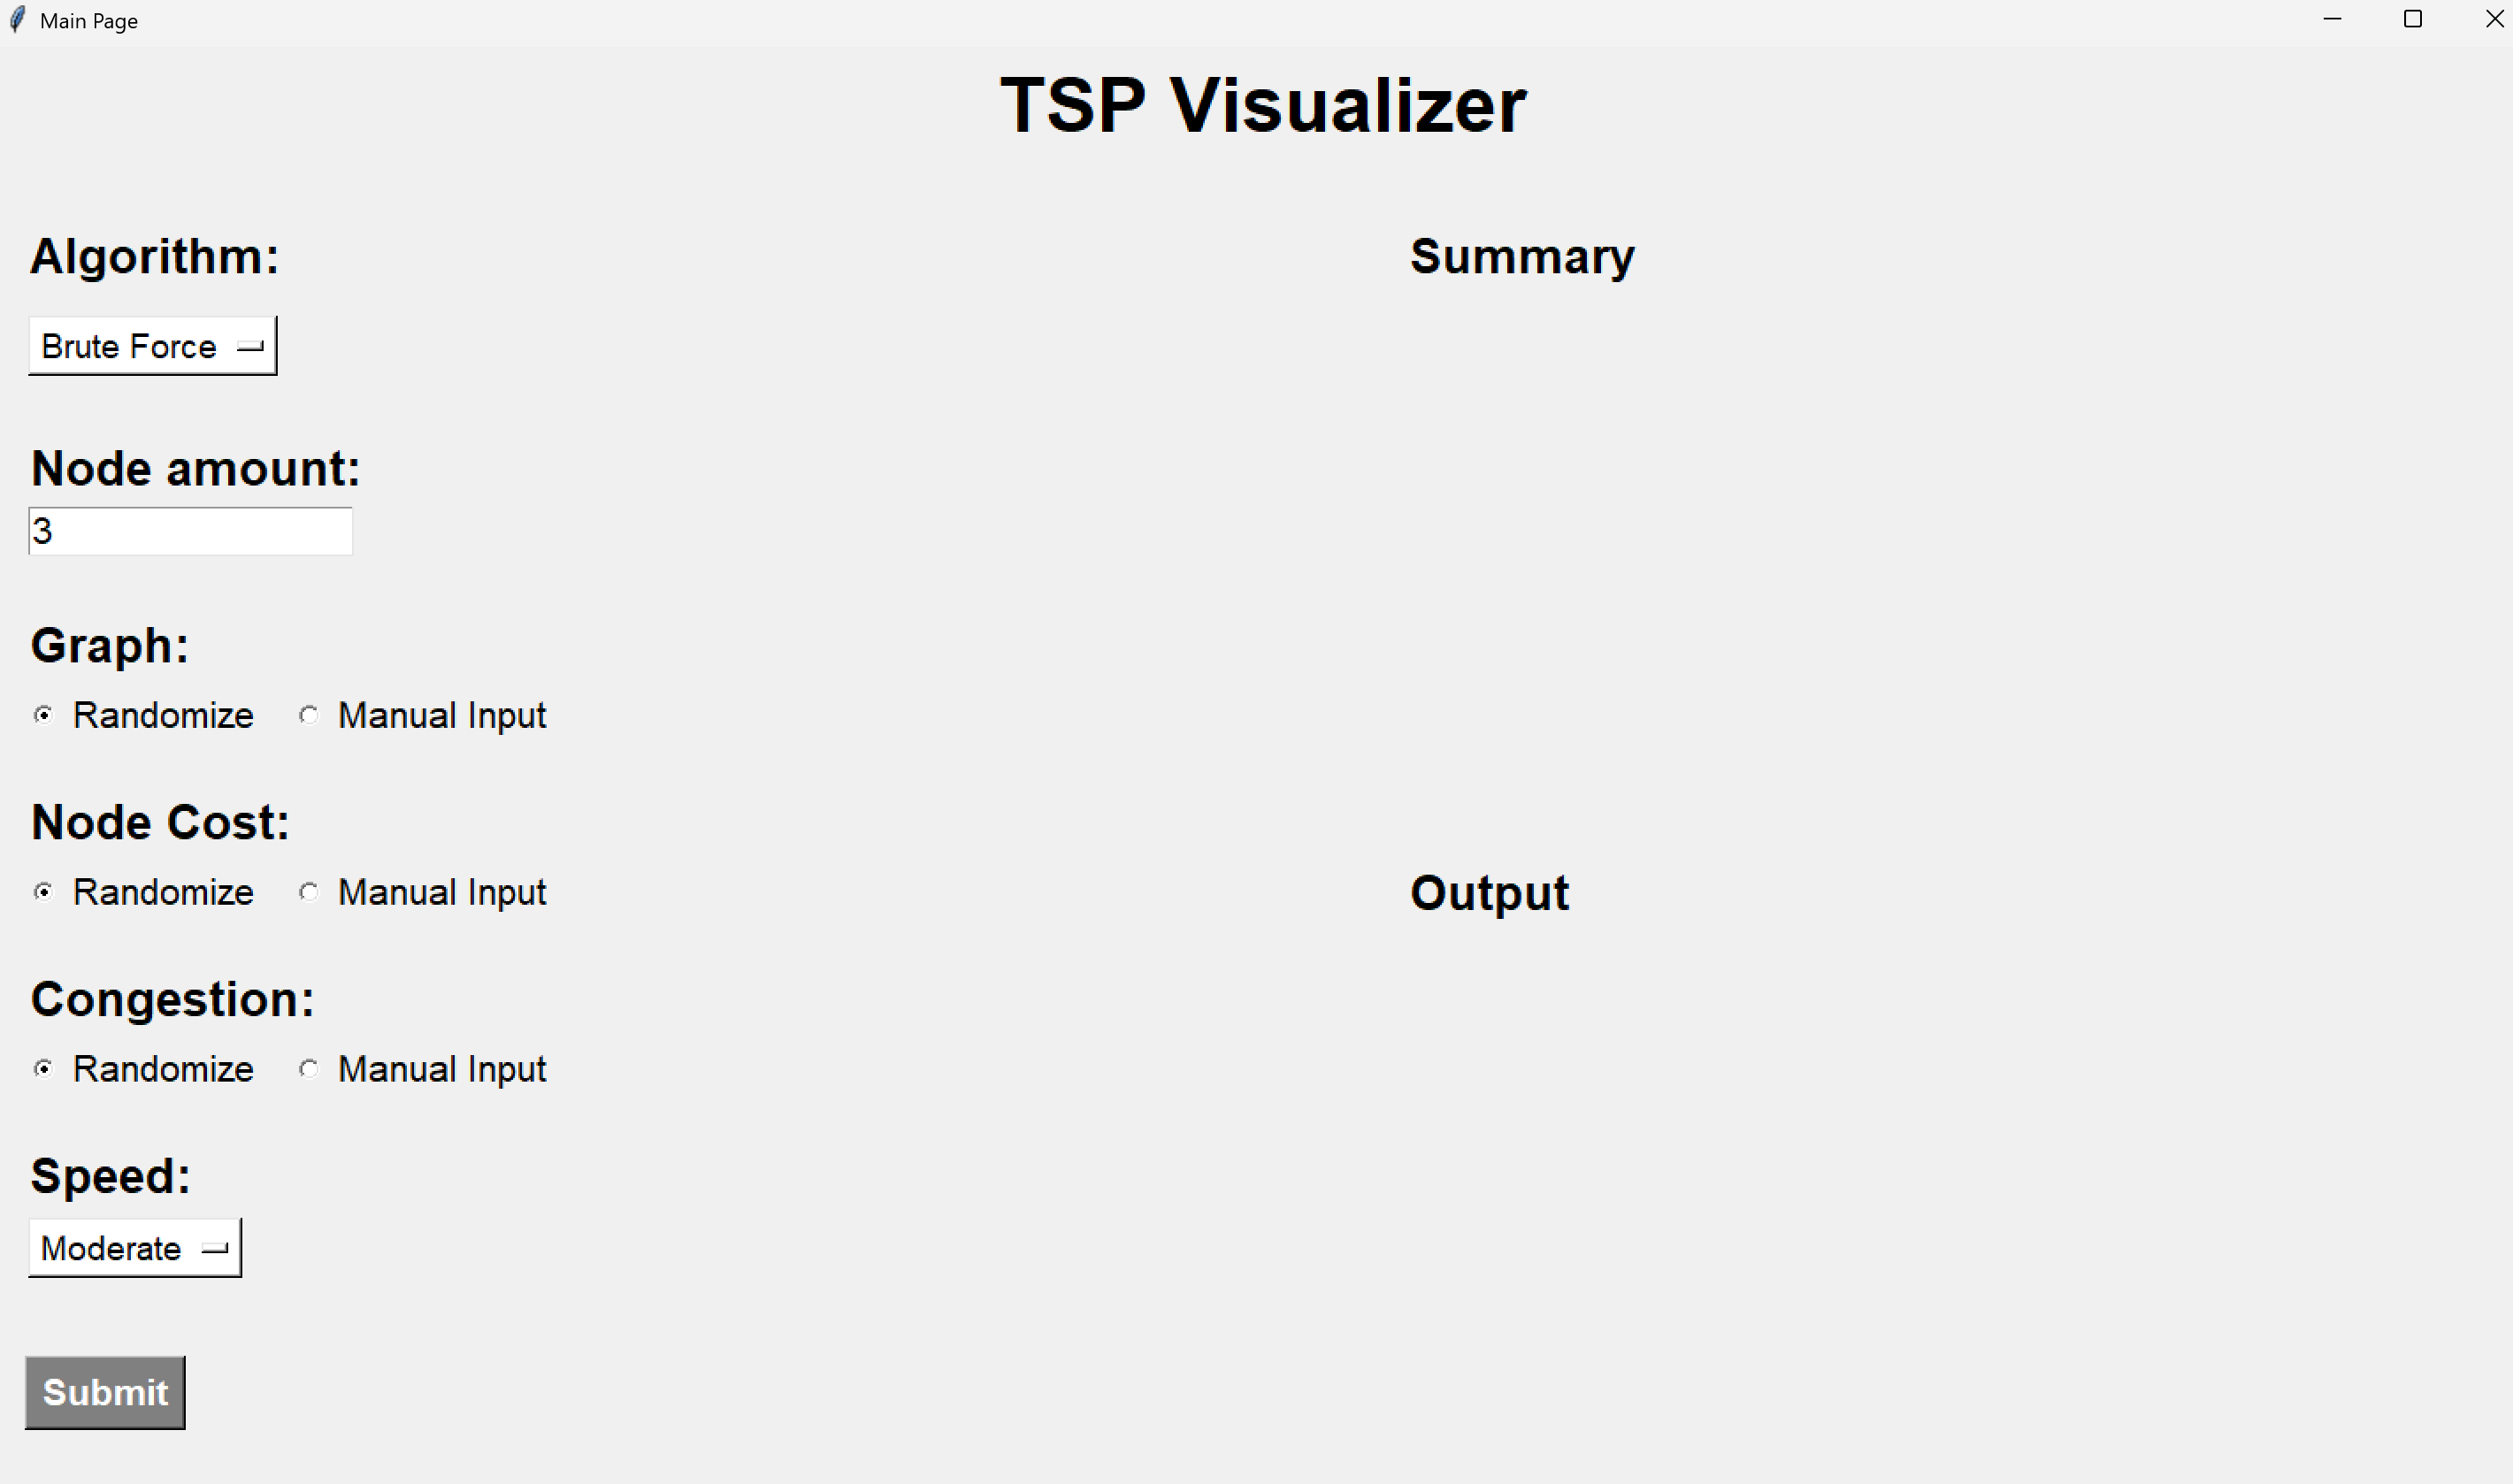 Main Page
TSP Visualizer
Algorithm:
Brute Force
Node amount:
3
Graph:
Randomize Manual Input
Node Cost:
Randomize Manual Input
Congestion:
Randomize Manual Input
Speed:
Moderate
Submit
Summary
Output